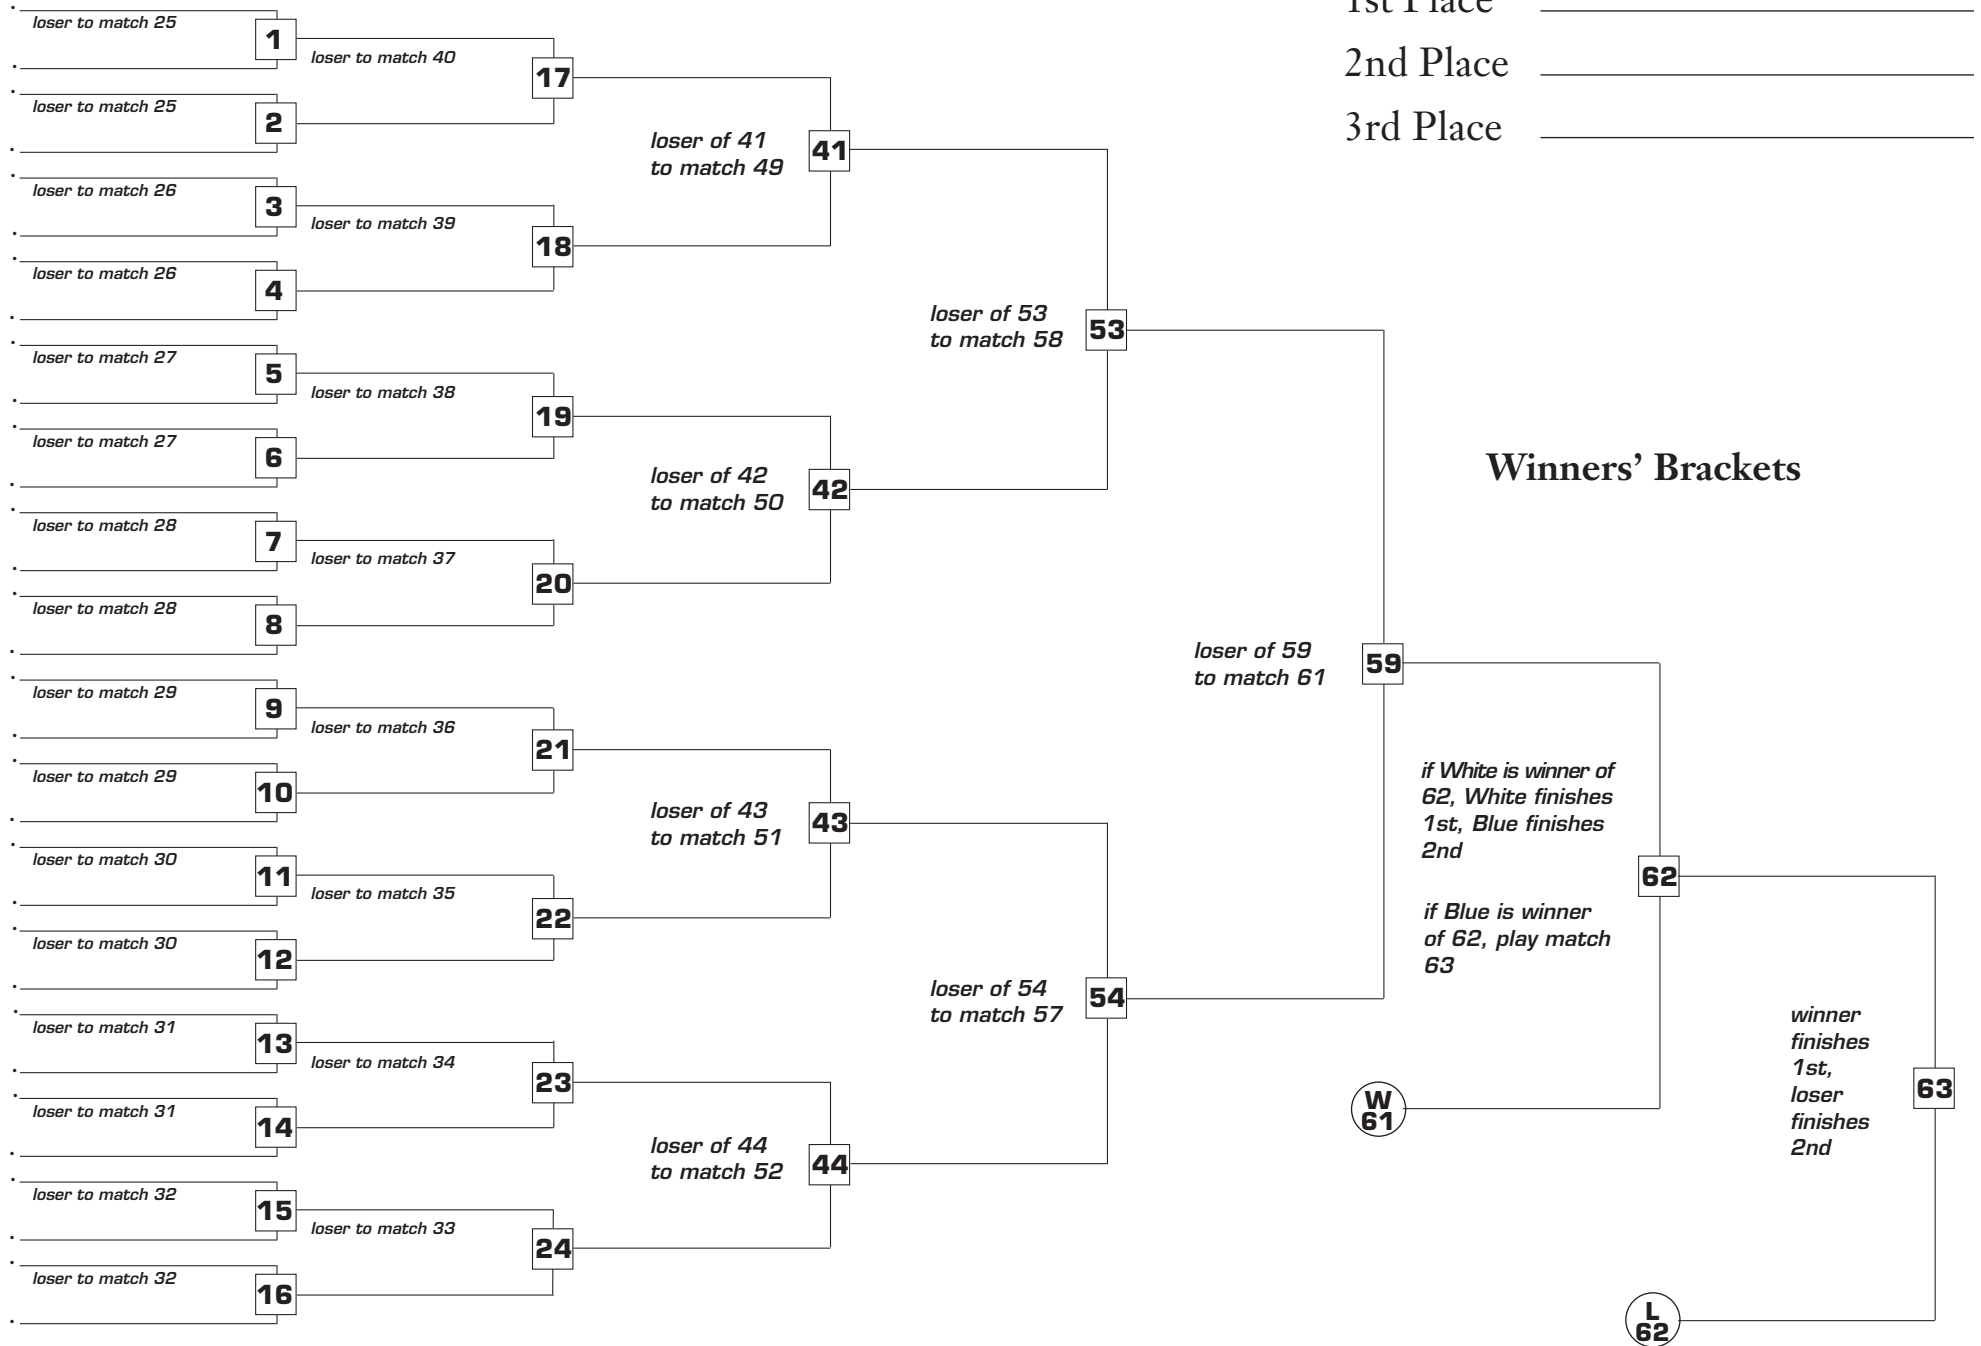 1st Place
2nd Place
3rd Place
Winners’ Brackets
loser to match 25
1
loser to match 25
2
loser to match 26
3
loser to match 26
4
loser to match 27
5
loser to match 27
6
loser to match 28
7
loser to match 28
8
loser to match 29
9
loser to match 29
10
loser to match 30
11
loser to match 30
12
loser to match 31
13
loser to match 31
14
loser to match 32
15
loser to match 32
16
loser to match 40
17
loser to match 39
18
loser to match 38
19
loser to match 37
20
loser to match 36
21
loser to match 35
22
loser to match 34
23
loser to match 33
24
loser of 41
to match 49
41
loser of 42
to match 50
42
loser of 43
to match 51
43
loser of 44
to match 52
44
loser of 53
to match 58
53
loser of 54
to match 57
54
loser of 59
to match 61
59
if White is winner of
62, White finishes
1st, Blue finishes
2nd
if Blue is winner
of 62, play match
63
62
W
61
winner
finishes
1st,
loser
finishes
2nd
63
L
62